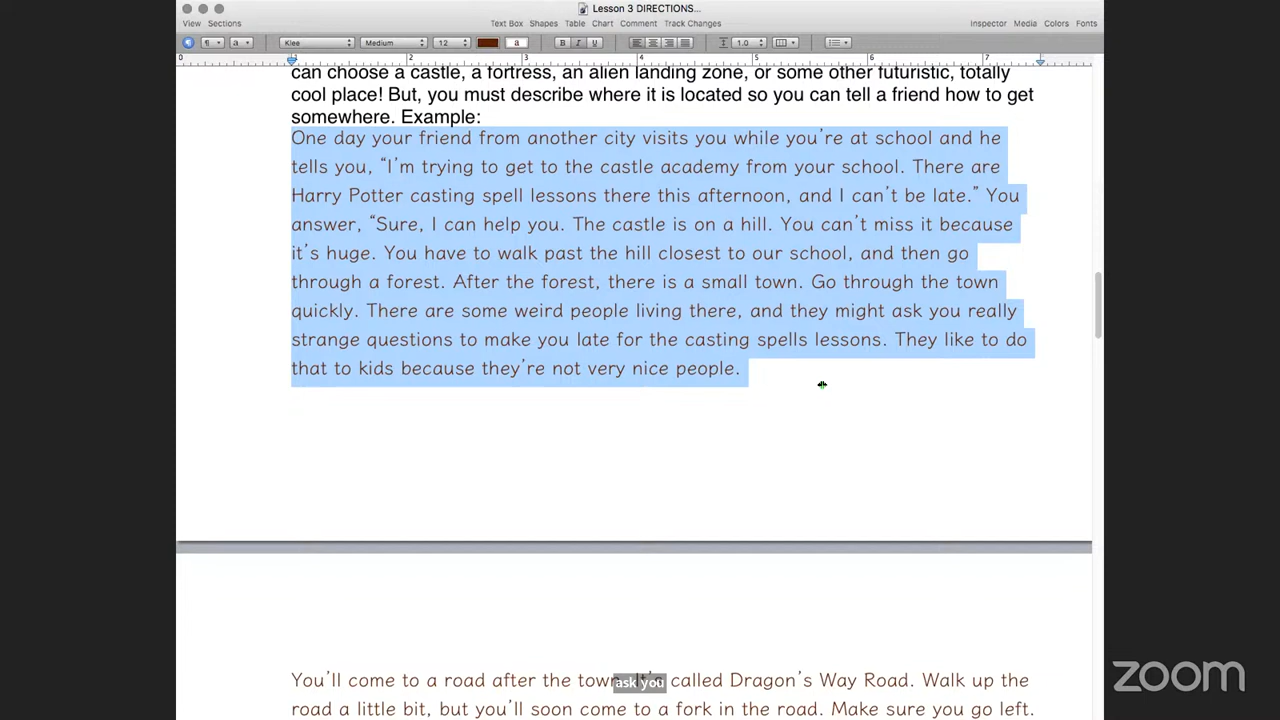 Lesson 3 DIRECTIONS...
View Sections Text Box Shapes Table Chart Comment Track Changes Inspector Media Colors Fonts
¶ a Klee Medium 12 a B I U 1.0
0 1 2 3 4 5 6 7
can choose a castle, a fortress, an alien landing zone, or some other futuristic, totally
cool place! But, you must describe where it is located so you can tell a friend how to get
somewhere. Example:
One day your friend from another city visits you while you're at school and he
tells you, “I'm trying to get to the castle academy from your school. There are
Harry Potter casting spell lessons there this afternoon, and I can't be late.” You
answer, “Sure, I can help you. The castle is on a hill. You can't miss it because
it's huge. You have to walk past the hill closest to our school, and then go
through a forest. After the forest, there is a small town. Go through the town
quickly. There are some weird people living there, and they might ask you really
strange questions to make you late for the casting spells lessons. They like to do
that to kids because they're not very nice people.
You'll come to a road after the town. It's called Dragon's Way Road. Walk up the
ask you
road a little bit, but you'll soon come to a fork in the road. Make sure you go left.
zoom